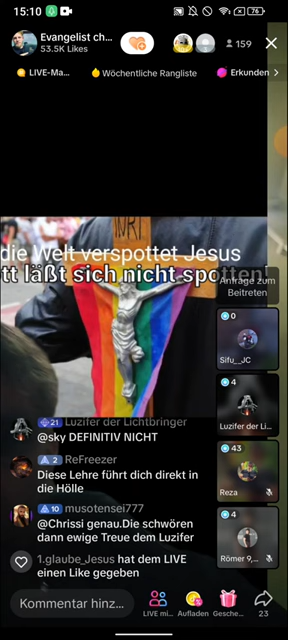 15:10
76
Evangelist ch...
53.5K Likes
159
LIVE-Ma...
Wöchentliche Rangliste
Erkunden
INRI
die Welt verspottet Jesus
tt läßt sich nicht spotten!
Anfrage zum
Beitreten
0
Sifu__JC
4
Luzifer der Li...
43
Reza
4
Römer 9,...
21 Luzifer der Lichtbringer
@sky DEFINITIV NICHT
2 ReFreezer
Diese Lehre führt dich direkt in
die Hölle
10 musotensei777
@Chrissi genau.Die schwören
dann ewige Treue dem Luzifer
1.glaube_Jesus hat dem LIVE
einen Like gegeben
Kommentar hinz...
LIVE mi...
Aufladen
Gesche...
23